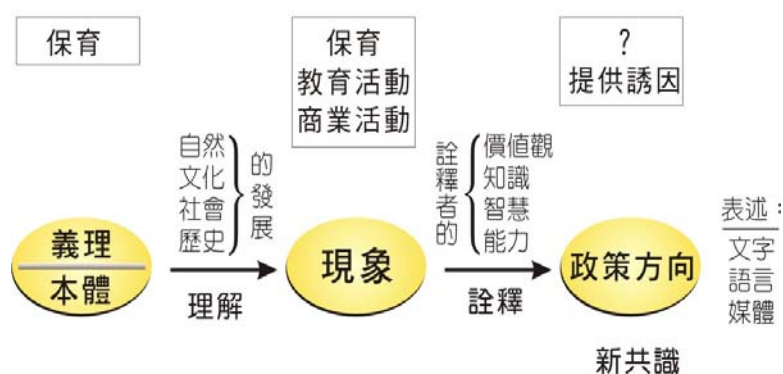 保育
保育
教育活動
商業活動
?
提供誘因
自然
文化
社會
歷史
的發展
詮釋者的
價值觀
知識
智慧
能力
義理
本體
理解
現象
詮釋
政策方向
新共識
表述：
文字
語言
媒體